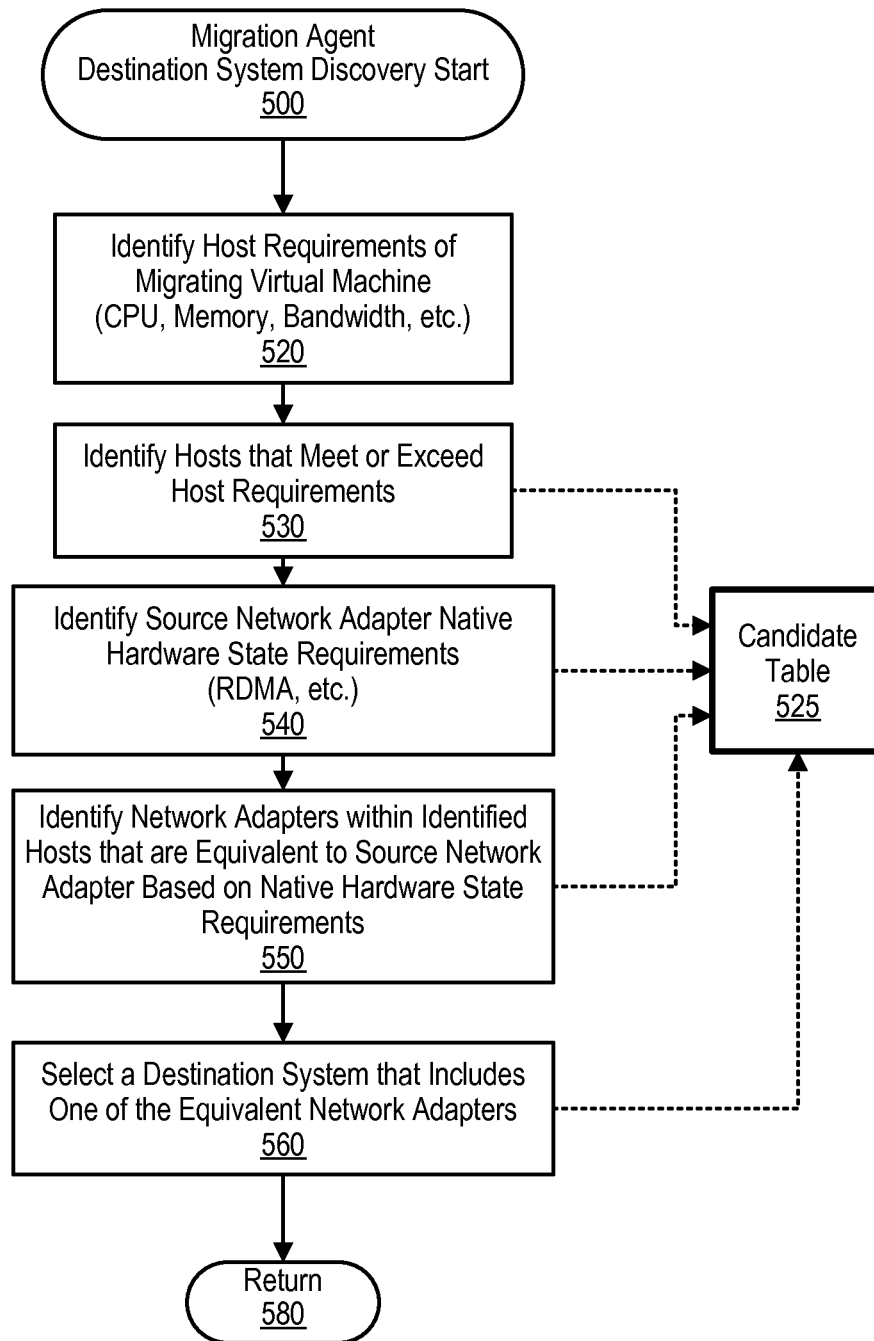 Migration Agent
Destination System Discovery Start
500
Identify Host Requirements of
Migrating Virtual Machine
(CPU, Memory, Bandwidth, etc.)
520
Identify Hosts that Meet or Exceed
Host Requirements
530
Identify Source Network Adapter Native
Hardware State Requirements
(RDMA, etc.)
540
Candidate
Table
525
Identify Network Adapters within Identified
Hosts that are Equivalent to Source Network
Adapter Based on Native Hardware State
Requirements
550
Select a Destination System that Includes
One of the Equivalent Network Adapters
560
Return
580